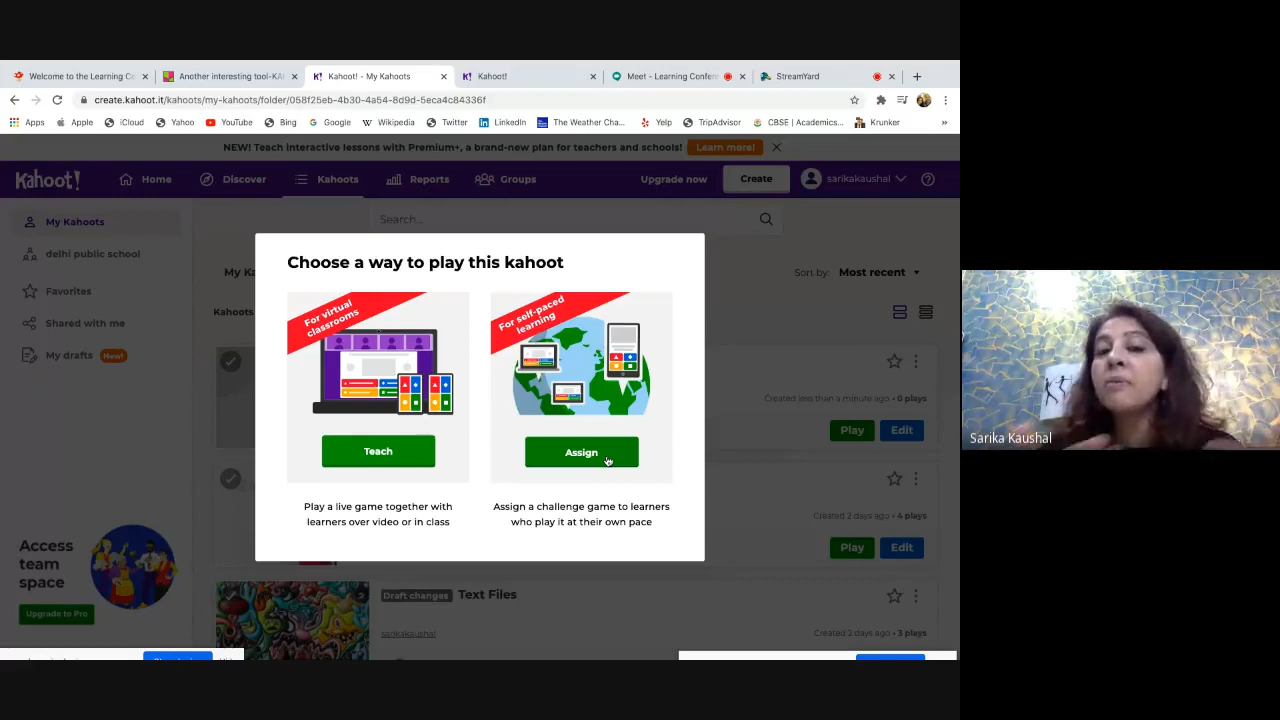 Welcome to the Learning Co
Another interesting tool-KA
K! Kahoot! - My Kahoots
K! Kahoot!
Meet - Learning Confer
StreamYard
create.kahoot.it/kahoots/my-kahoots/folder/058f25eb-4b30-4a54-8d9d-5eca4c84336f
Apps Apple iCloud Yahoo YouTube Bing Google Wikipedia Twitter LinkedIn The Weather Cha... Yelp TripAdvisor CBSE | Academics... Krunker »
NEW! Teach interactive lessons with Premium+, a brand-new plan for teachers and schools! Learn more!
Kahoot! Home Discover Kahoots Reports Groups Upgrade now Create sarikakaushal
My Kahoots
Search...
delhi public school
Favorites
Shared with me
My drafts New!
Access
team
space
Upgrade to Pro
Sort by: Most recent
Kahoots
Choose a way to play this kahoot
For virtual
classrooms
For self-paced
learning
Teach
Assign
Play a live game together with
learners over video or in class
Assign a challenge game to learners
who play it at their own pace
Created less than a minute ago • 0 plays
Play Edit
Created 2 days ago • 4 plays
Play Edit
Draft changes Text Files
sarikakaushal
Created 2 days ago • 3 plays
Sarika Kaushal